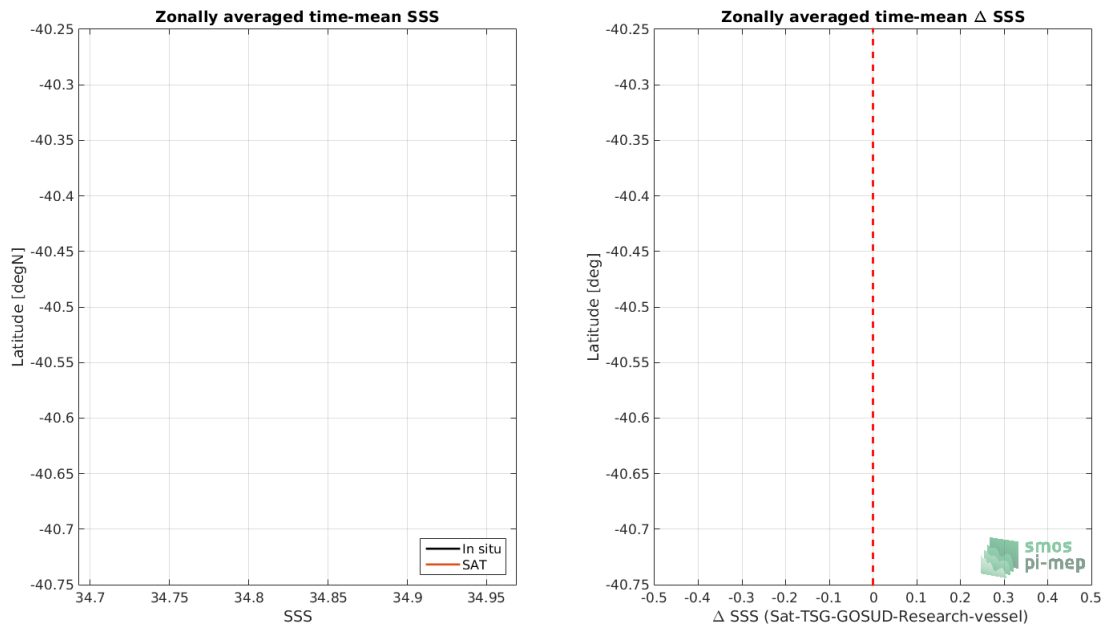 Zonally averaged time-mean SSS
-40.25
-40.3
-40.35
-40.4
-40.45
-40.5
-40.55
-40.6
-40.65
-40.7
-40.75
Latitude [degN]
34.7 34.75 34.8 34.85 34.9 34.95
SSS
In situ
SAT
Zonally averaged time-mean Δ SSS
-40.25
-40.3
-40.35
-40.4
-40.45
-40.5
-40.55
-40.6
-40.65
-40.7
-40.75
Latitude [deg]
-0.5 -0.4 -0.3 -0.2 -0.1 0 0.1 0.2 0.3 0.4 0.5
Δ SSS (Sat-TSG-GOSUD-Research-vessel)
smos
pi-mep